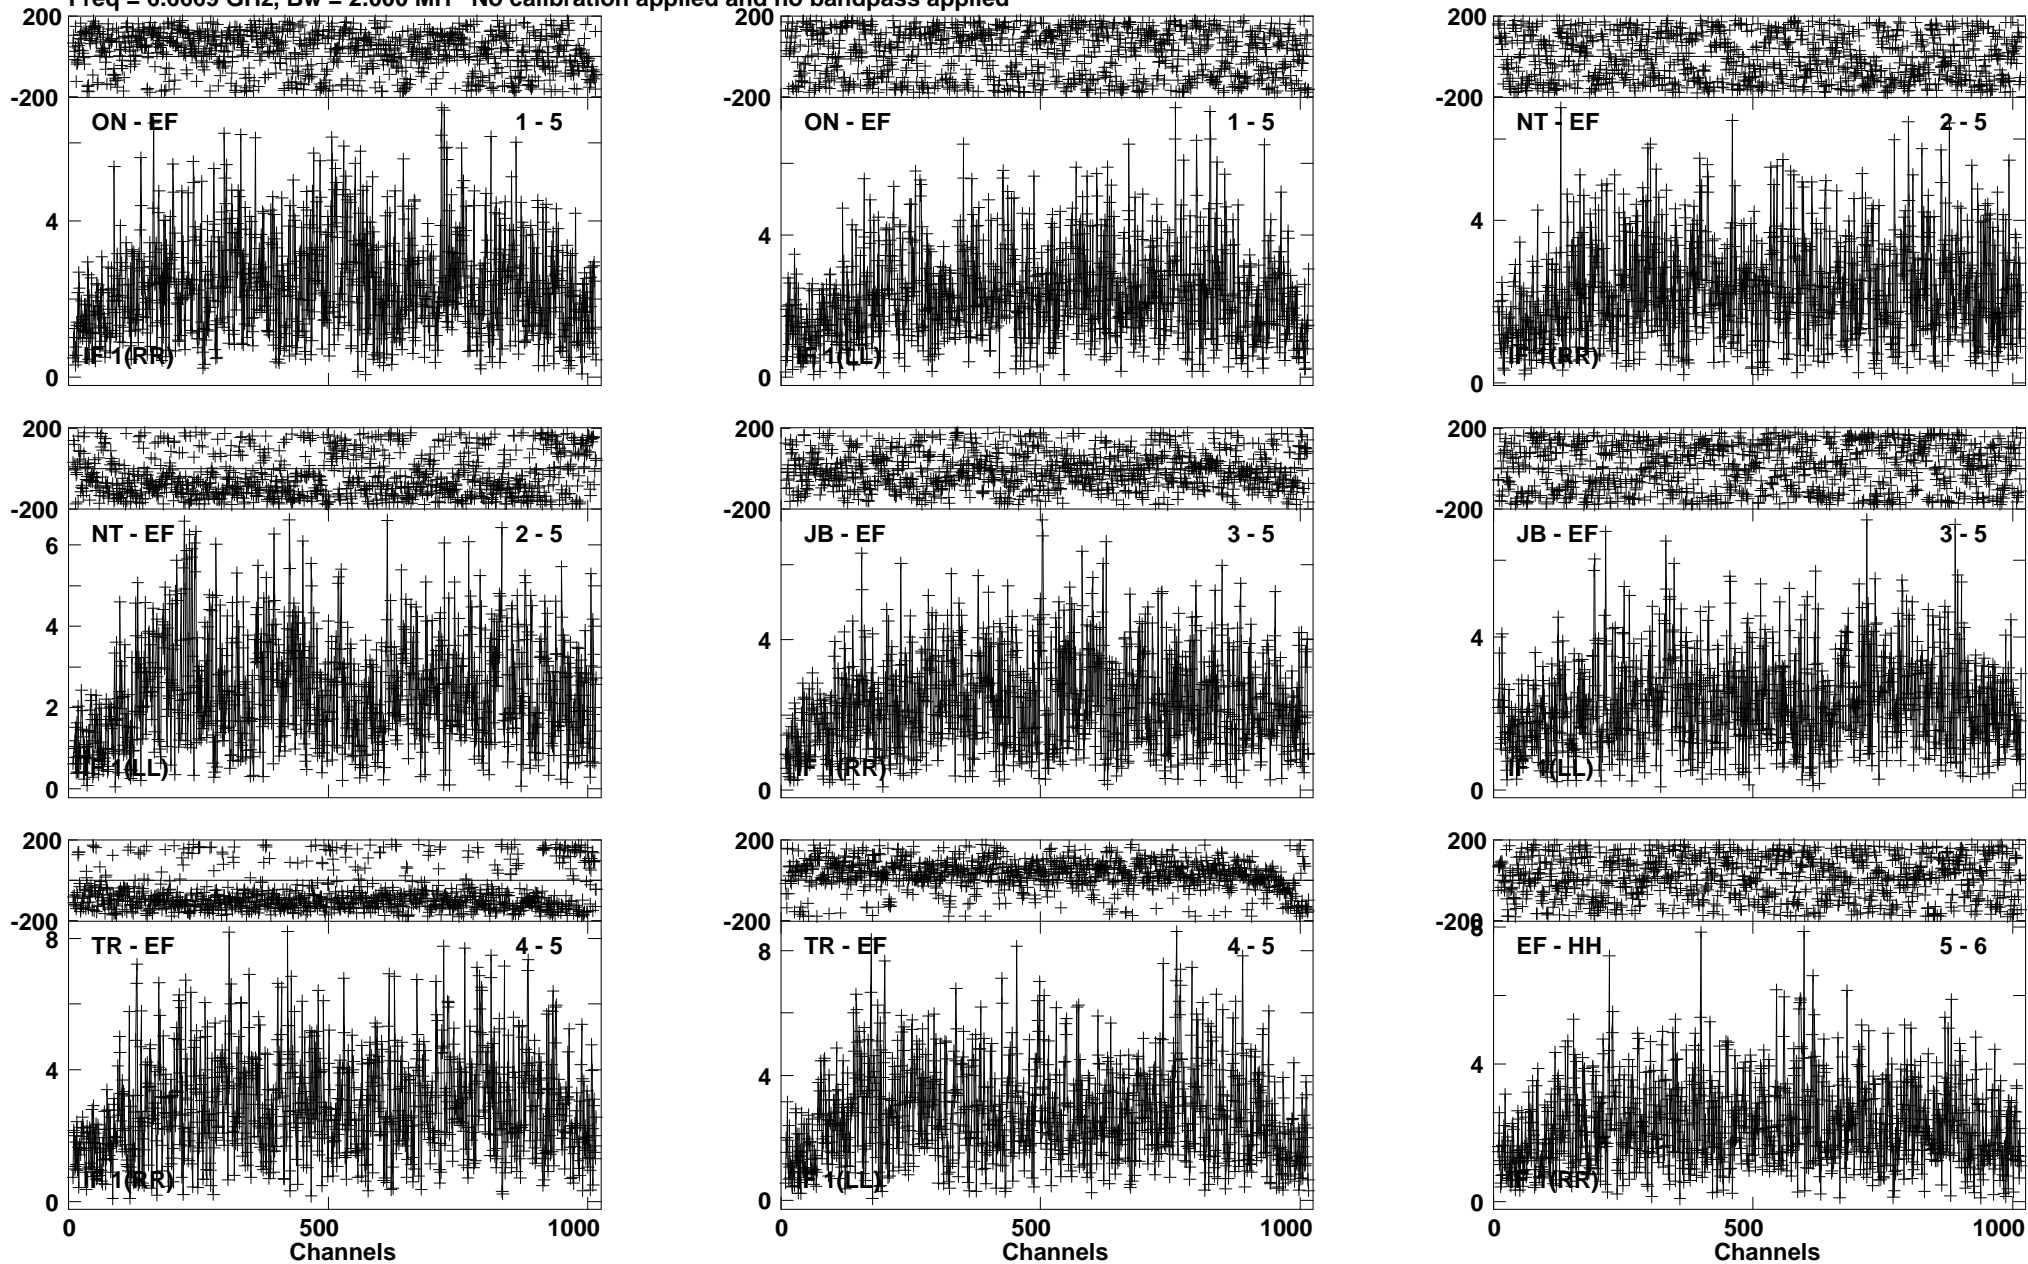 Freq = 6.6669 GHz, Bw = 2.000 MH No calibration applied and no bandpass applied
200
-200
ON - EF 1 - 5
4
IF 1(RR)
0
200
-200
ON - EF 1 - 5
4
IF 1(LL)
0
200
-200
NT - EF 2 - 5
4
IF 1(RR)
0
200
-200
NT - EF 2 - 5
6
4
2
IF 1(LL)
0
200
-200
JB - EF 3 - 5
4
IF 1(RR)
0
200
-200
JB - EF 3 - 5
4
IF 1(LL)
0
200
-200
8
TR - EF 4 - 5
4
IF 1(RR)
0
0 500 1000
Channels
200
-200
8
TR - EF 4 - 5
4
IF 1(LL)
0
0 500 1000
Channels
200
-200
8
EF - HH 5 - 6
4
IF 1(RR)
0
0 500 1000
Channels